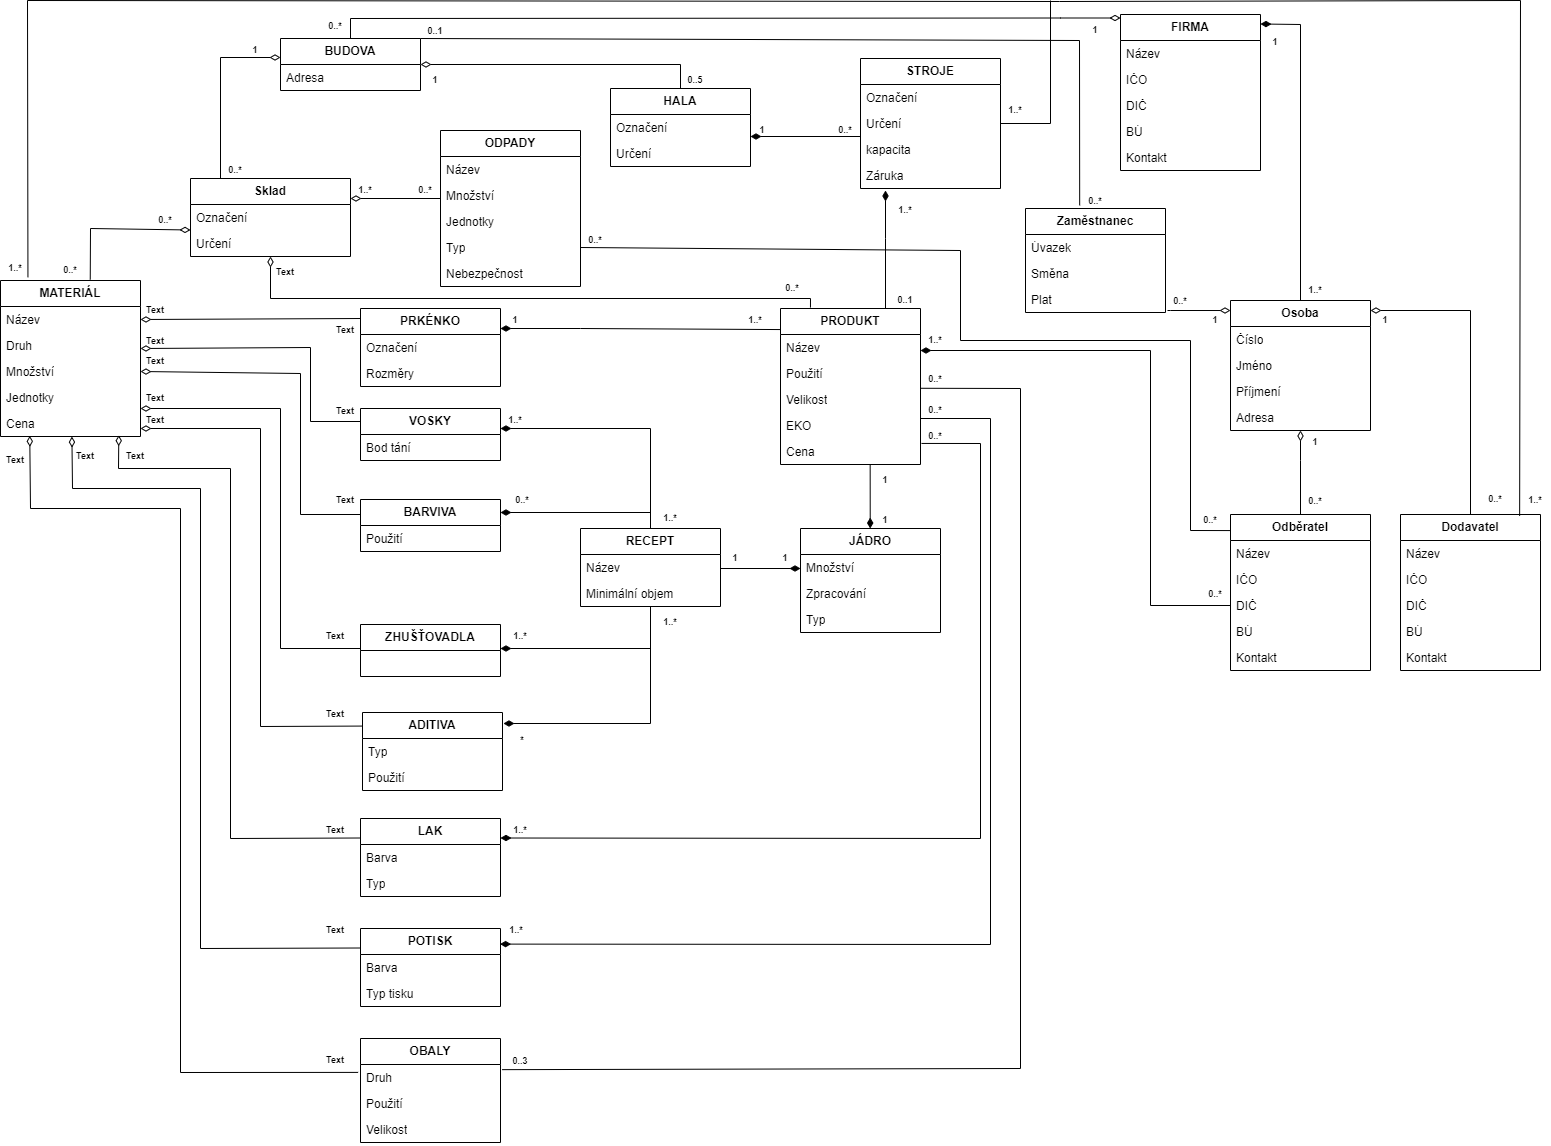 0..*
0..1
1
FIRMA
1
Název
IČO
DIČ
BÚ
Kontakt
1
BUDOVA
Adresa
1
0..5
HALA
Označení
Určení
1
0..*
STROJE
Označení
Určení
kapacita
Záruka
1..*
1..*
ODPADY
Název
Množství
Jednotky
Typ
Nebezpečnost
0..*
0..*
Sklad
Označení
Určení
1..*
0..*
0..*
Text
0..*
Zaměstnanec
Úvazek
Směna
Plat
0..*
1
1..*
Osoba
Číslo
Jméno
Příjmení
Adresa
1
1
1..*
0..*
MATERIÁL
Název
Druh
Množství
Jednotky
Cena
Text
Text
Text
Text
Text
Text
Text
Text
Text
PRKÉNKO
Označení
Rozměry
1
1..*
0..*
0..1
PRODUKT
Název
Použití
Velikost
EKO
Cena
1..*
0..*
0..*
0..*
1
Text
VOSKY
Bod tání
1..*
Text
BARVIVA
Použití
0..*
1..*
RECEPT
Název
Minimální objem
1..*
1
1
1
JÁDRO
Množství
Zpracování
Typ
0..*
0..*
0..*
Odběratel
Název
IČO
DIČ
BÚ
Kontakt
0..*
1..*
Dodavatel
Název
IČO
DIČ
BÚ
Kontakt
Text
ZHUŠŤOVADLA
1..*
Text
ADITIVA
Typ
Použití
*
Text
LAK
Barva
Typ
1..*
Text
POTISK
Barva
Typ tisku
1..*
Text
OBALY
Druh
Použití
Velikost
0..3